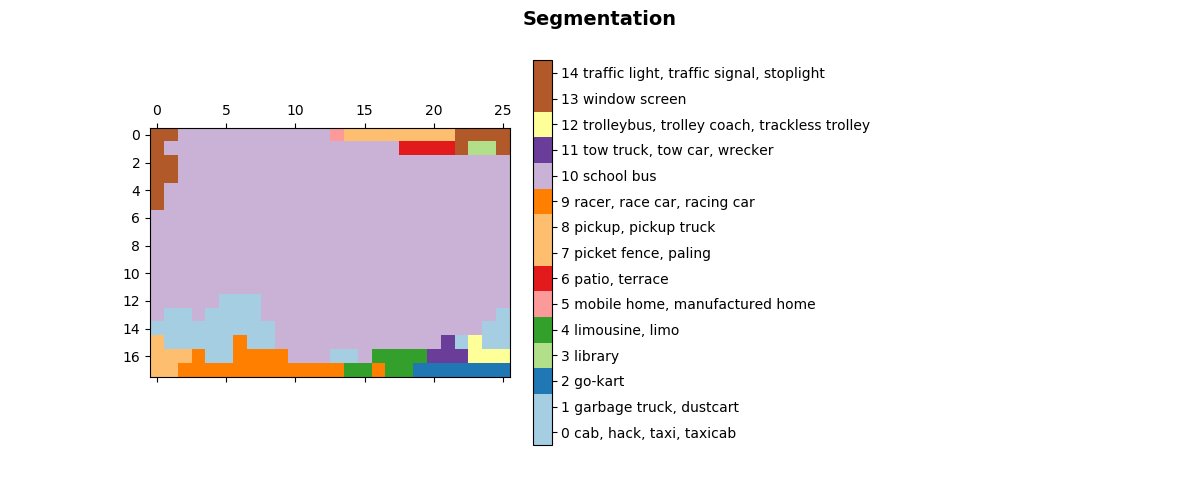 Segmentation
0 5 10 15 20 25
0
2
4
6
8
10
12
14
16
14 traffic light, traffic signal, stoplight
13 window screen
12 trolleybus, trolley coach, trackless trolley
11 tow truck, tow car, wrecker
10 school bus
9 racer, race car, racing car
8 pickup, pickup truck
7 picket fence, paling
6 patio, terrace
5 mobile home, manufactured home
4 limousine, limo
3 library
2 go-kart
1 garbage truck, dustcart
0 cab, hack, taxi, taxicab